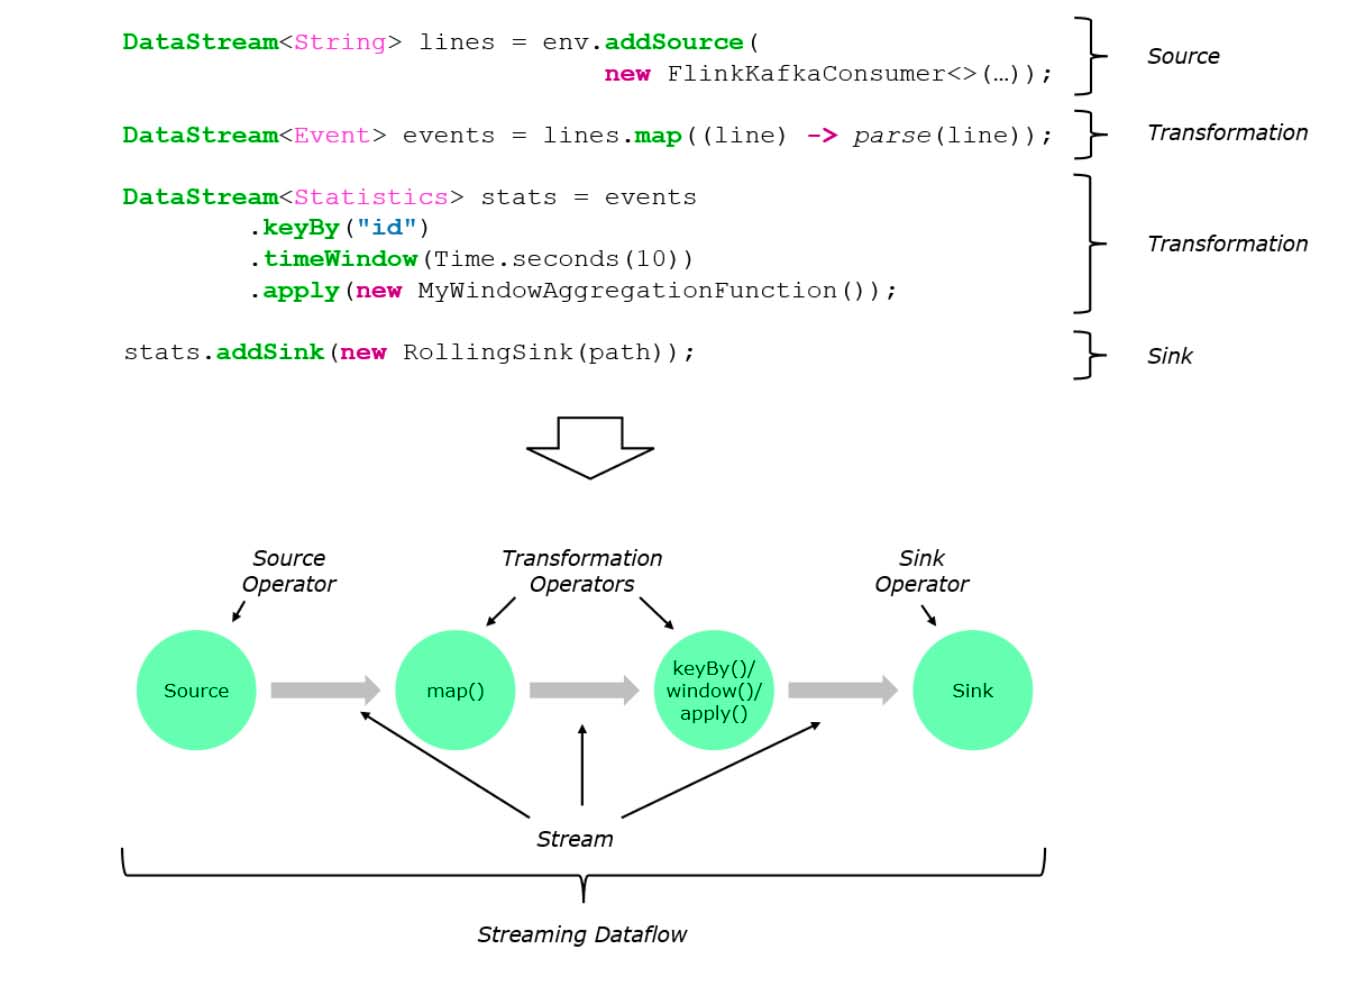 DataStream<String> lines = env.addSource(
new FlinkKafkaConsumer<>(…));
Source
DataStream<Event> events = lines.map((line) -> parse(line));
Transformation
DataStream<Statistics> stats = events
.keyBy("id")
.timeWindow(Time.seconds(10))
.apply(new MyWindowAggregationFunction());
Transformation
stats.addSink(new RollingSink(path));
Sink
Source
Operator
Transformation
Operators
Sink
Operator
Source
map()
keyBy()/
window()/
apply()
Sink
Stream
Streaming Dataflow